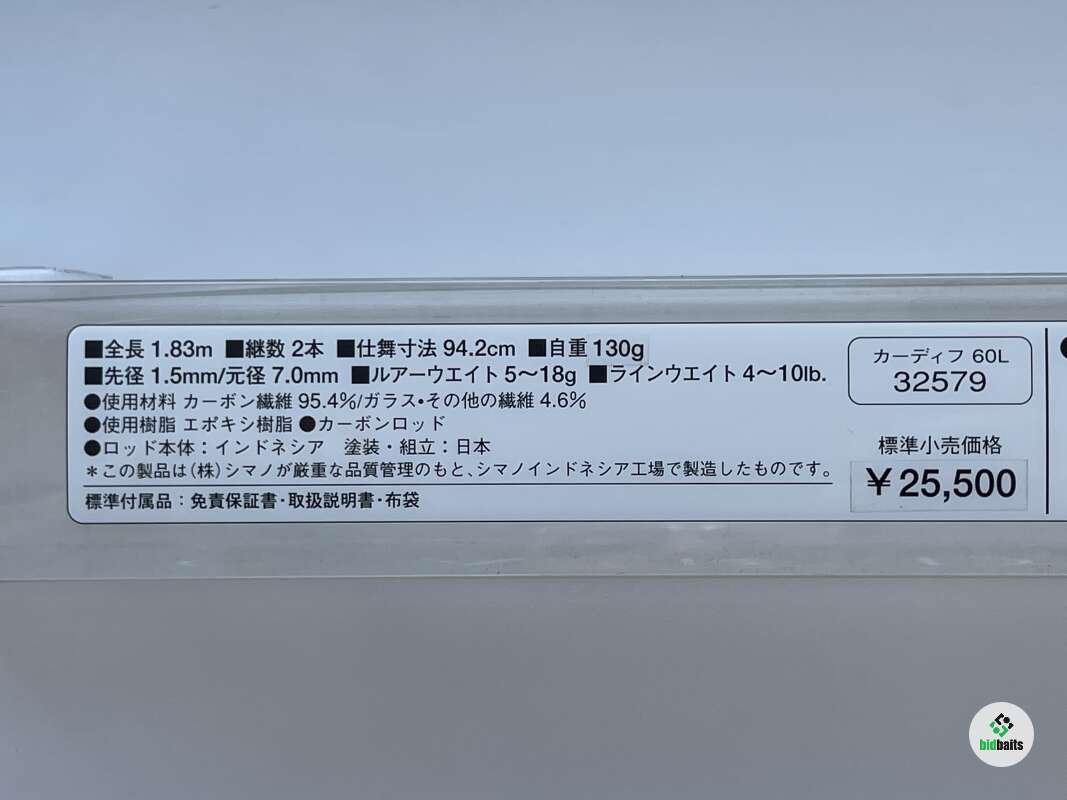 ■全長 1.83m ■継数 2本 ■仕舞寸法 94.2cm ■自重 130g
■先径 1.5mm/元径 7.0mm ■ルアーウエイト 5〜18g ■ラインウエイト 4〜10lb.
●使用材料 カーボン繊維 95.4%/ガラス・その他の繊維 4.6%
●使用樹脂 エポキシ樹脂 ●カーボンロッド
●ロッド本体：インドネシア 塗装・組立：日本
＊この製品は(株)シマノが厳重な品質管理のもと、シマノインドネシア工場で製造したものです。
標準付属品：免責保証書・取扱説明書・布袋
カーディフ 60L
32579
標準小売価格
￥25,500
bidbaits